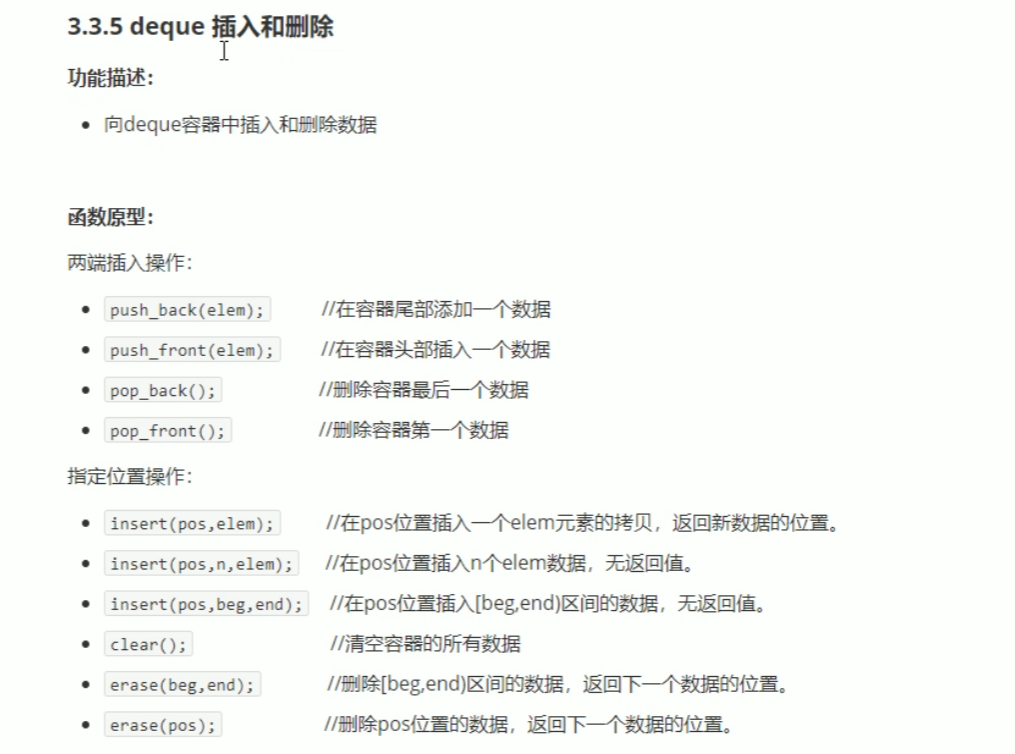 3.3.5 deque 插入和删除
功能描述：
向deque容器中插入和删除数据
函数原型：
两端插入操作：
push_back(elem); //在容器尾部添加一个数据
push_front(elem); //在容器头部插入一个数据
pop_back(); //删除容器最后一个数据
pop_front(); //删除容器第一个数据
指定位置操作：
insert(pos,elem); //在pos位置插入一个elem元素的拷贝，返回新数据的位置。
insert(pos,n,elem); //在pos位置插入n个elem数据，无返回值。
insert(pos,beg,end); //在pos位置插入[beg,end)区间的数据，无返回值。
clear(); //清空容器的所有数据
erase(beg,end); //删除[beg,end)区间的数据，返回下一个数据的位置。
erase(pos); //删除pos位置的数据，返回下一个数据的位置。